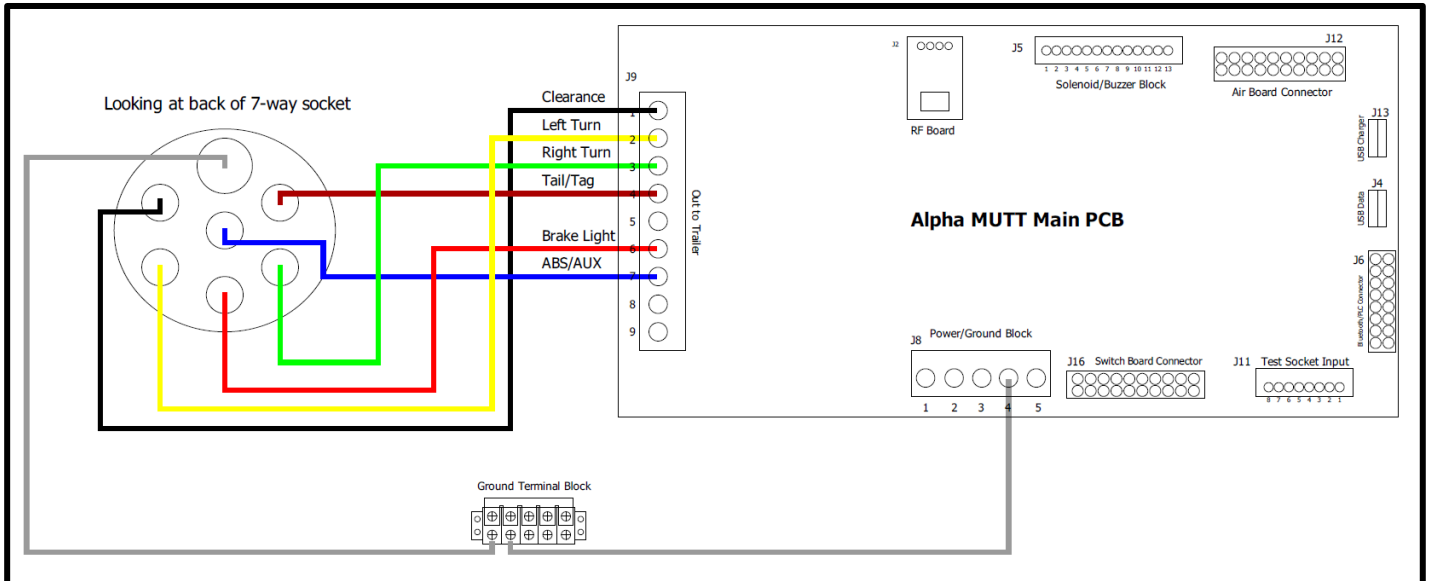 Looking at back of 7-way socket
J9
Clearance
Left Turn
Right Turn
Tail/Tag
Brake Light
ABS/AUX
1
2
3
4
5
6
7
8
9
Out to Trailer
J2
RF Board
J5
1 2 3 4 5 6 7 8 9 10 11 12 13
Solenoid/Buzzer Block
J12
Air Board Connector
J13
USB Charger
J4
USB Data
Alpha MUTT Main PCB
J6
Bluetooth/PLC Connector
J8 Power/Ground Block
1 2 3 4 5
J16 Switch Board Connector
J11 Test Socket Input
8 7 6 5 4 3 2 1
Ground Terminal Block